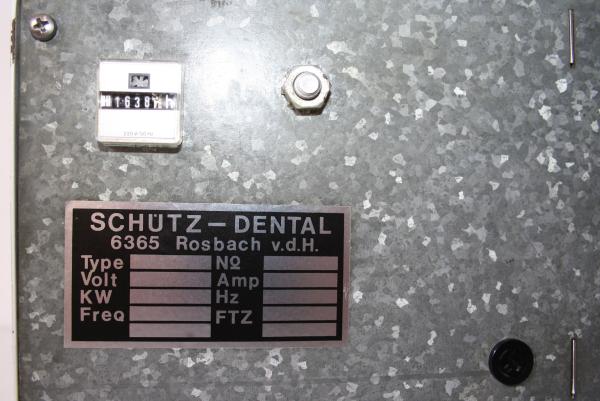 SCHÜTZ – DENTAL
6365 Rosbach v.d.H.
Type No
Volt Amp
KW Hz
Freq FTZ